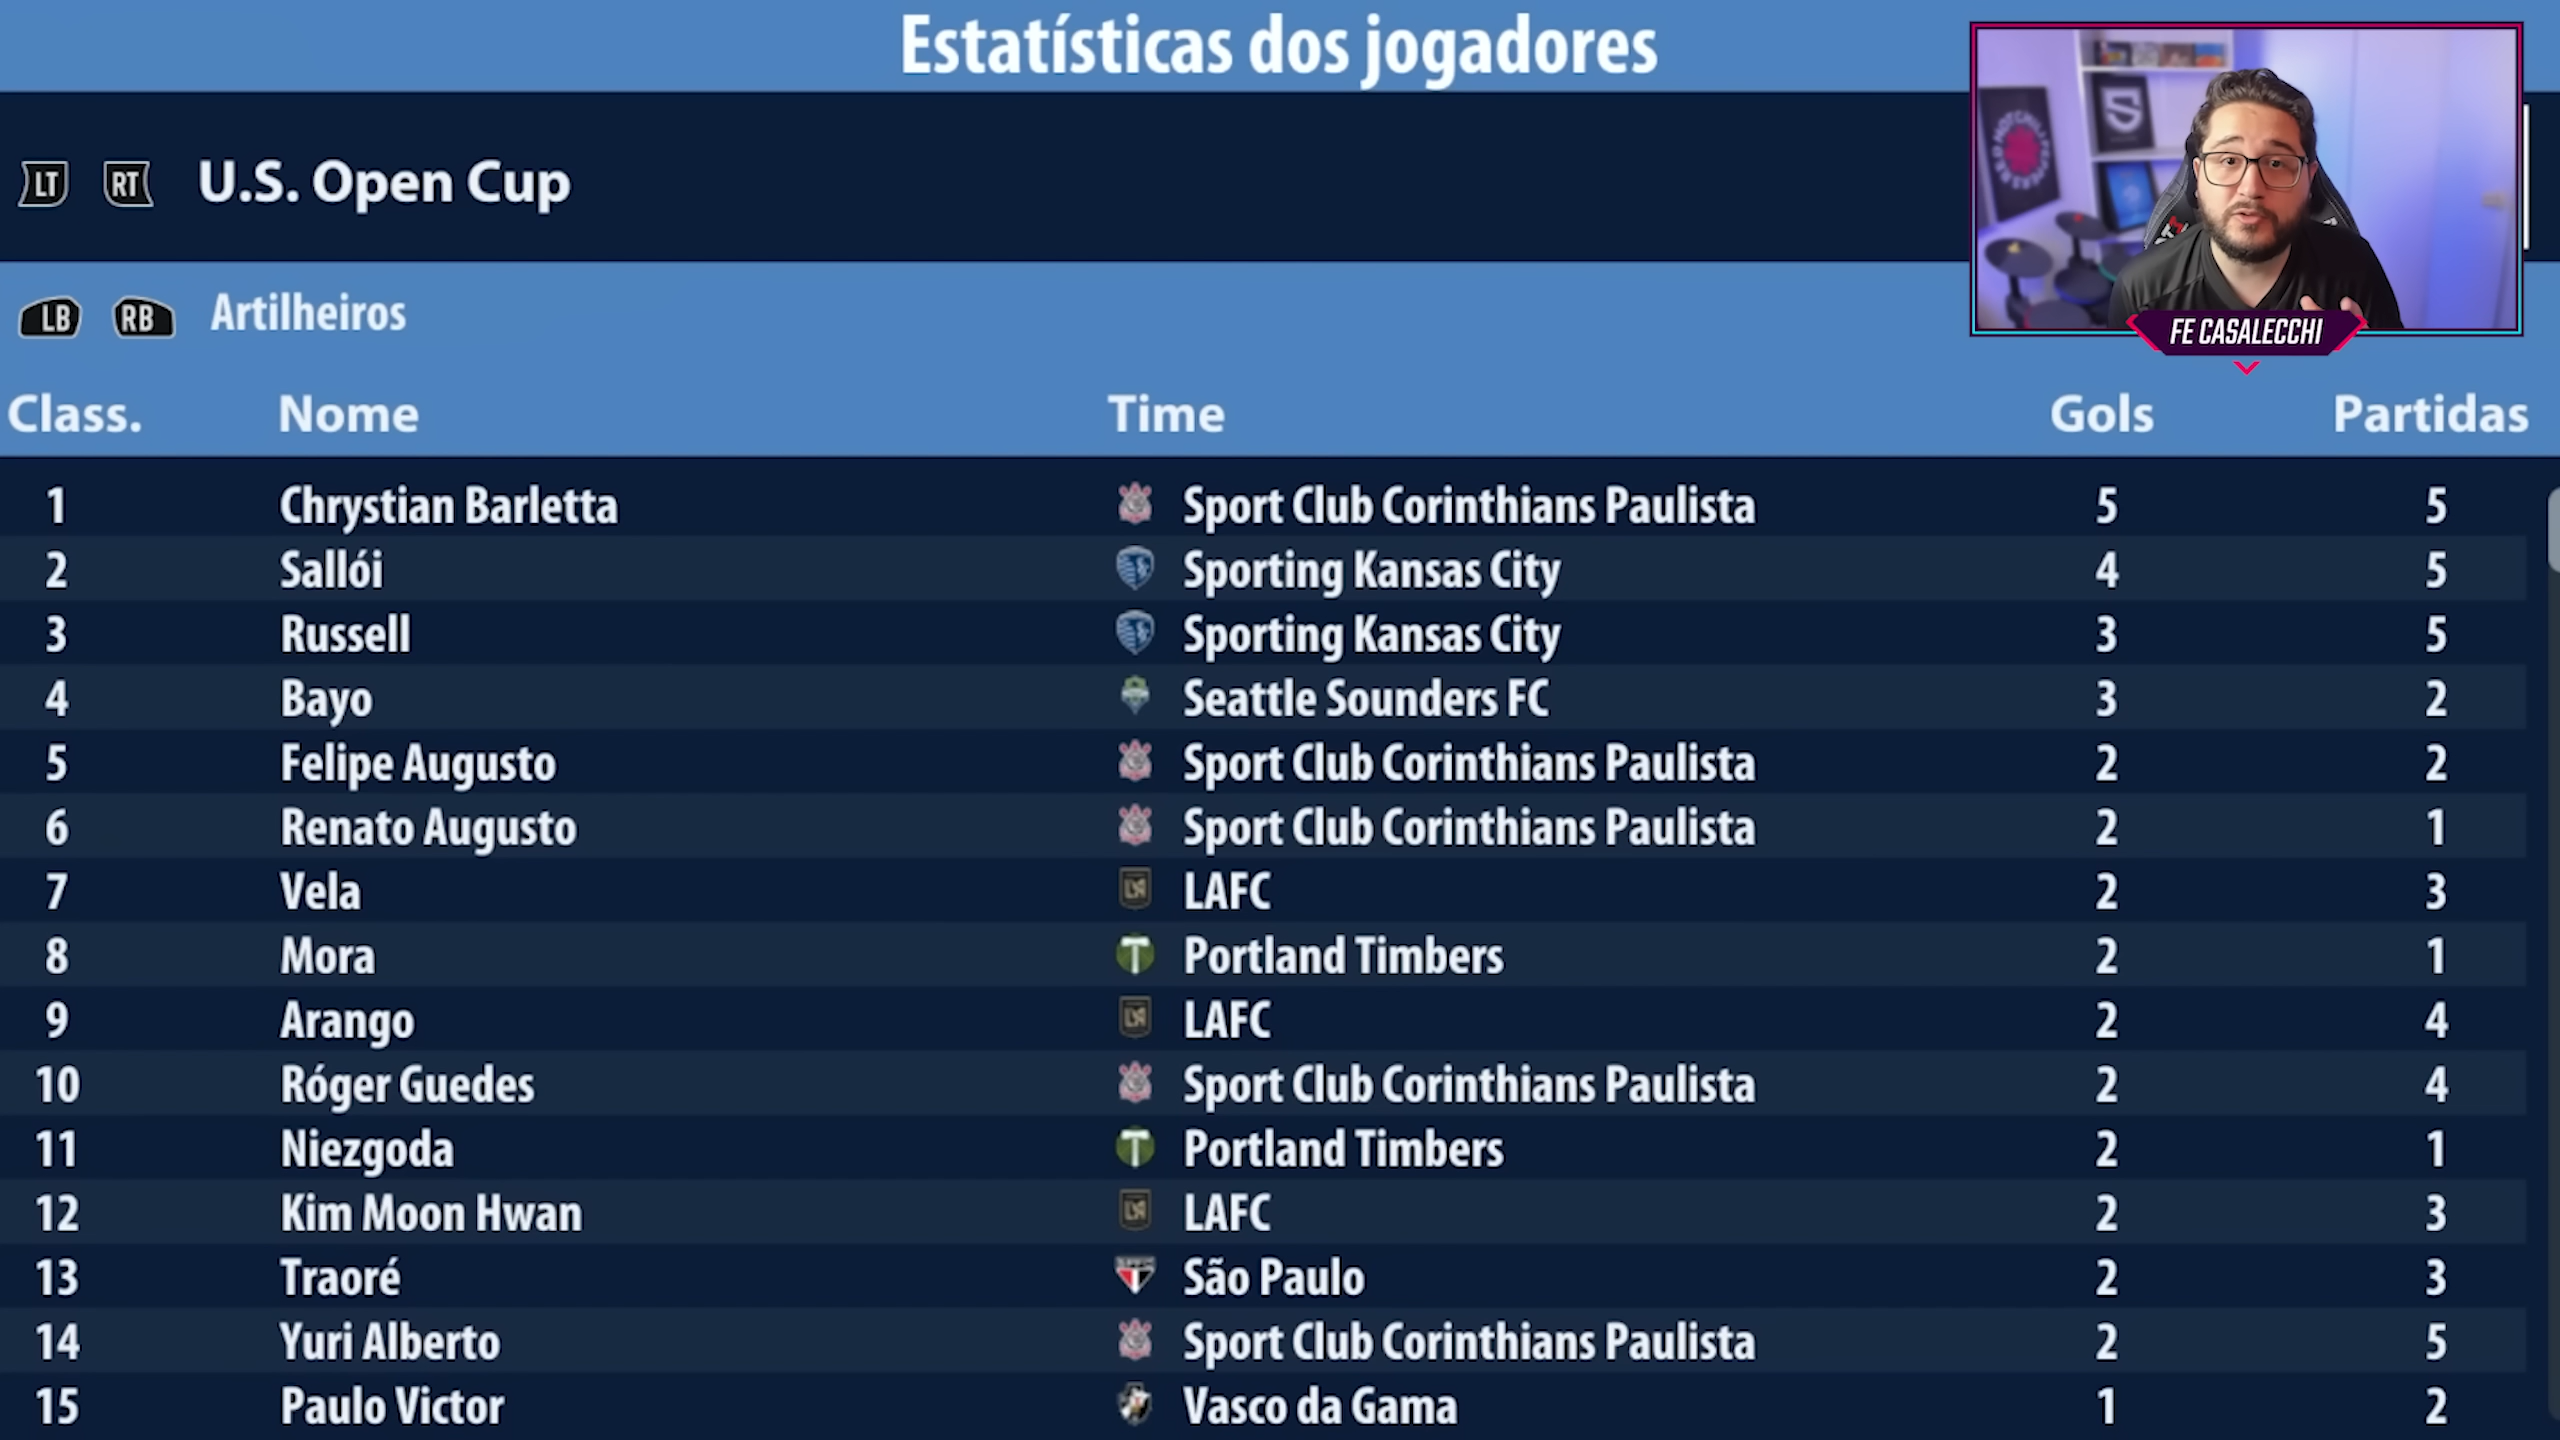 Estatísticas dos jogadores
LT RT U.S. Open Cup
LB RB Artilheiros
FE CASALECCHI
Class. Nome Time Gols Partidas
1 Chrystian Barletta Sport Club Corinthians Paulista 5 5
2 Sallói Sporting Kansas City 4 5
3 Russell Sporting Kansas City 3 5
4 Bayo Seattle Sounders FC 3 2
5 Felipe Augusto Sport Club Corinthians Paulista 2 2
6 Renato Augusto Sport Club Corinthians Paulista 2 1
7 Vela LAFC 2 3
8 Mora Portland Timbers 2 1
9 Arango LAFC 2 4
10 Róger Guedes Sport Club Corinthians Paulista 2 4
11 Niezgoda Portland Timbers 2 1
12 Kim Moon Hwan LAFC 2 3
13 Traoré São Paulo 2 3
14 Yuri Alberto Sport Club Corinthians Paulista 2 5
15 Paulo Victor Vasco da Gama 1 2